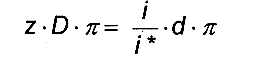 z · D · π = i / i* · d · π